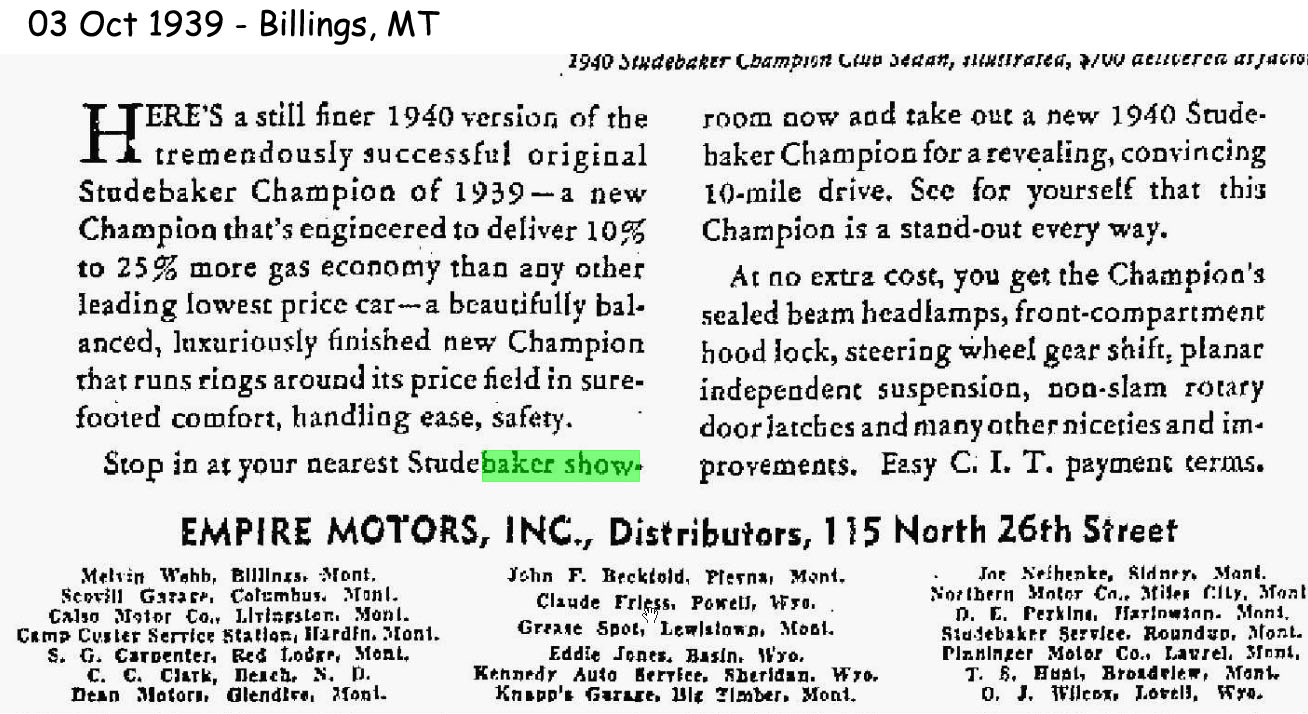 03 Oct 1939 - Billings, MT
1940 Studebaker Champion Club Sedan, illustrated, $700 delivered at
HERE'S a still finer 1940 version of the
tremendously successful original
Studebaker Champion of 1939—a new
Champion that's engineered to deliver 10%
to 25% more gas economy than any other
leading lowest price car—a beautifully bal-
anced, luxuriously finished new Champion
that runs rings around its price field in sure-
footed comfort, handling ease, safety.
Stop in at your nearest Studebaker show-
room now and take out a new 1940 Stude-
baker Champion for a revealing, convincing
10-mile drive. See for yourself that this
Champion is a stand-out every way.
At no extra cost, you get the Champion's
sealed beam headlamps, front-compartment
hood lock, steering wheel gear shift, planar
independent suspension, non-slam rotary
door latches and many other niceties and im-
provements. Easy C. I. T. payment terms.
EMPIRE MOTORS, INC., Distributors, 115 North 26th Street
Melvin Webb, Billings, Mont.
Scovill Garage, Columbus, Mont.
Calso Motor Co., Livingston, Mont.
Camp Custer Service Station, Hardin, Mont.
S. G. Carpenter, Red Lodge, Mont.
C. C. Clark, Beach, N. D.
Dean Motors, Glendive, Mont.
John F. Beckfold, Plevna, Mont.
Claude Friess, Powell, Wyo.
Grease Spot, Lewistown, Mont.
Eddie Jones, Basin, Wyo.
Kennedy Auto Service, Sheridan, Wyo.
Knapp's Garage, Big Timber, Mont.
Joe Neihenke, Sidney, Mont.
Northern Motor Co., Miles City, Mont
D. E. Perkins, Harlowton, Mont.
Studebaker Service, Roundup, Mont.
Pinninger Motor Co., Laurel, Mont.
T. S. Hunt, Broadview, Mont.
O. J. Wilcox, Lovell, Wyo.